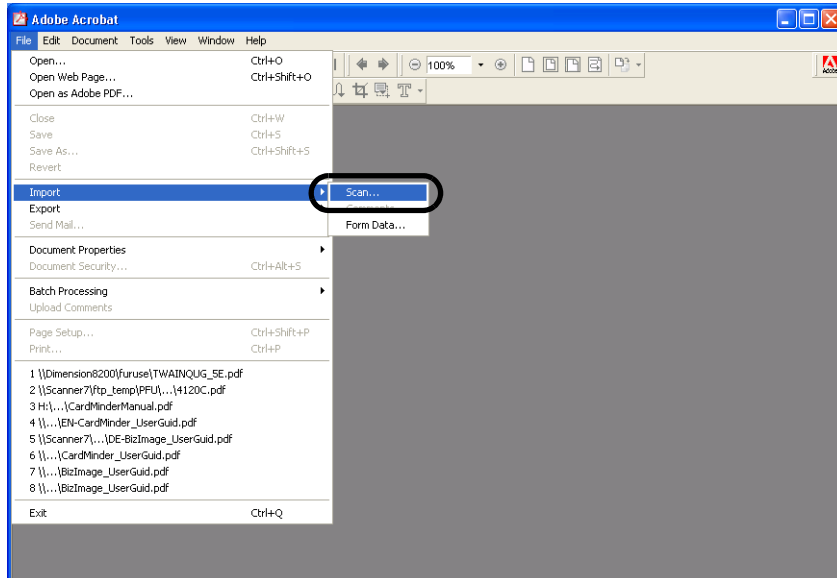 Adobe Acrobat
File Edit Document Tools View Window Help
Open... Ctrl+O
Open Web Page... Ctrl+Shift+O
Open as Adobe PDF...
100%
Close Ctrl+W
Save Ctrl+S
Save As... Ctrl+Shift+S
Revert
Import
Scan...
Export
Comments...
Send Mail...
Form Data...
Document Properties
Document Security... Ctrl+Alt+S
Batch Processing
Upload Comments
Page Setup... Ctrl+Shift+P
Print... Ctrl+P
1 \\Dimension8200\furuse\TWAINQUG_5E.pdf
2 \\Scanner7\ftp_temp\PFU\...\4120C.pdf
3 H:\...\CardMinderManual.pdf
4 \\...\EN-CardMinder_UserGuid.pdf
5 \\Scanner7\...\DE-BizImage_UserGuid.pdf
6 \\...\CardMinder_UserGuid.pdf
7 \\...\BizImage_UserGuid.pdf
8 \\...\BizImage_UserGuid.pdf
Exit Ctrl+Q
Adobe